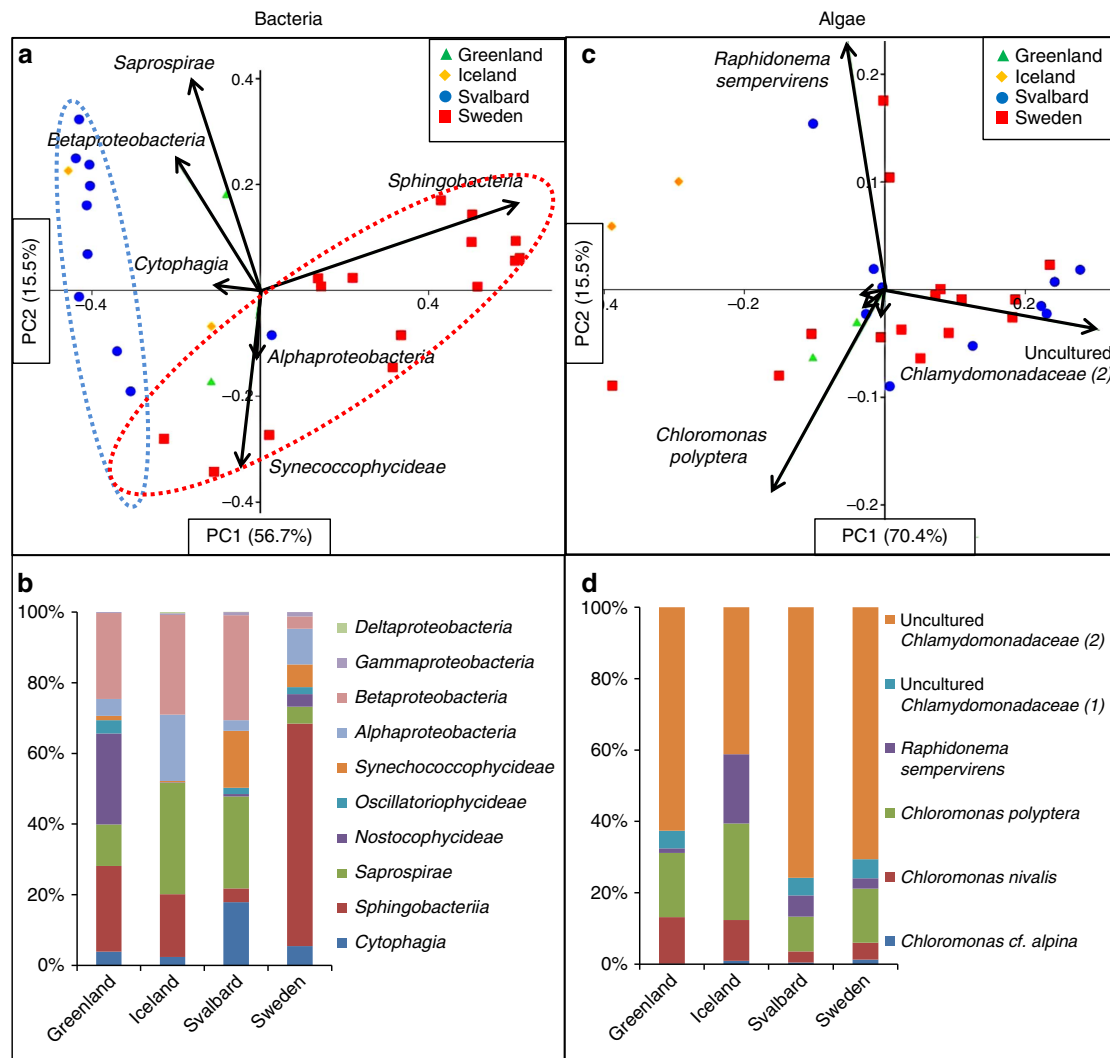 Bacteria
Algae
a
Greenland
Iceland
Svalbard
Sweden
Saprospirae
Betaproteobacteria
Sphingobacteria
Cytophagia
Alphaproteobacteria
Synecoccophycideae
0.4
0.2
−0.4
0.4
−0.2
−0.4
PC2 (15.5%)
PC1 (56.7%)
c
Greenland
Iceland
Svalbard
Sweden
Raphidonema
sempervirens
0.2
0.1
−0.4
−0.2
0.2
−0.1
−0.2
Uncultured
Chlamydomonadaceae (2)
Chloromonas
polyptera
PC2 (15.5%)
PC1 (70.4%)
b
100%
80%
60%
40%
20%
0%
Greenland
Iceland
Svalbard
Sweden
Deltaproteobacteria
Gammaproteobacteria
Betaproteobacteria
Alphaproteobacteria
Synechococcophycideae
Oscillatoriophycideae
Nostocophycideae
Saprospirae
Sphingobacteriia
Cytophagia
d
100%
80%
60%
40%
20%
0%
Greenland
Iceland
Svalbard
Sweden
Uncultured
Chlamydomonadaceae (2)
Uncultured
Chlamydomonadaceae (1)
Raphidonema
sempervirens
Chloromonas polyptera
Chloromonas nivalis
Chloromonas cf. alpina